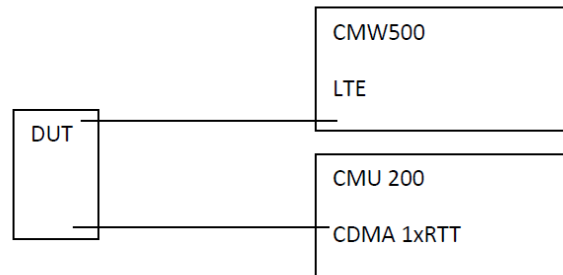 CMW500
LTE
DUT
CMU 200
CDMA 1xRTT